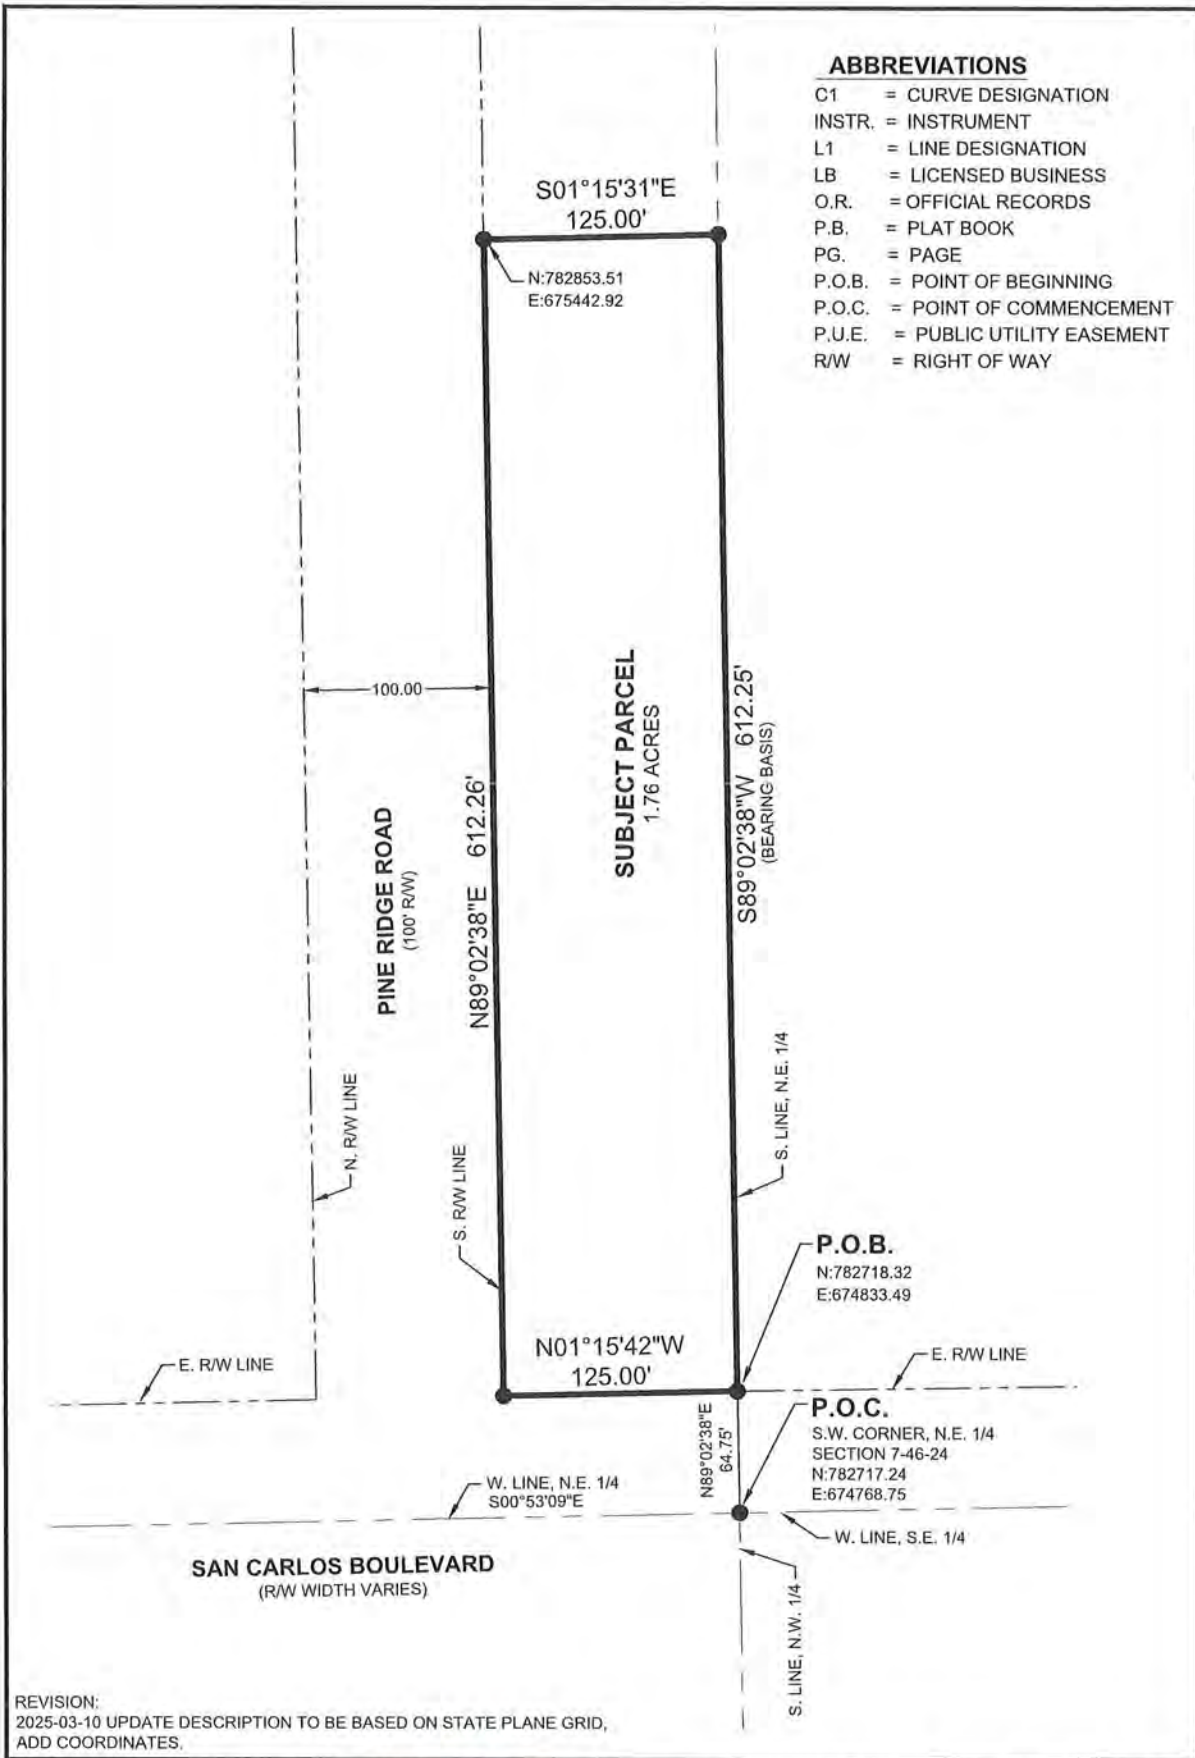 ABBREVIATIONS
C1 = CURVE DESIGNATION
INSTR. = INSTRUMENT
L1 = LINE DESIGNATION
LB = LICENSED BUSINESS
O.R. = OFFICIAL RECORDS
P.B. = PLAT BOOK
PG. = PAGE
P.O.B. = POINT OF BEGINNING
P.O.C. = POINT OF COMMENCEMENT
P.U.E. = PUBLIC UTILITY EASEMENT
R/W = RIGHT OF WAY
S01°15'31"E
125.00'
N:782853.51
E:675442.92
100.00
PINE RIDGE ROAD
(100' R/W)
N89°02'38"E 612.26'
SUBJECT PARCEL
1.76 ACRES
S89°02'38"W 612.25'
(BEARING BASIS)
N. R/W LINE
S. R/W LINE
S. LINE, N.E. 1/4
P.O.B.
N:782718.32
E:674833.49
N01°15'42"W
125.00'
E. R/W LINE
E. R/W LINE
N89°02'38"E
64.75'
P.O.C.
S.W. CORNER, N.E. 1/4
SECTION 7-46-24
N:782717.24
E:674768.75
W. LINE, N.E. 1/4
S00°53'09"E
W. LINE, S.E. 1/4
SAN CARLOS BOULEVARD
(R/W WIDTH VARIES)
S. LINE, N.W. 1/4
REVISION:
2025-03-10 UPDATE DESCRIPTION TO BE BASED ON STATE PLANE GRID,
ADD COORDINATES.